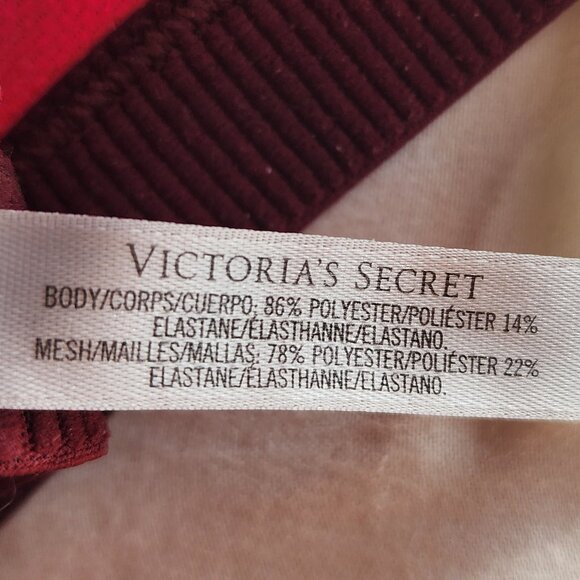 VICTORIA'S SECRET
BODY/CORPS/CUERPO: 86% POLYESTER/POLIÉSTER 14%
ELASTANE/ÉLASTHANNE/ELASTANO.
MESH/MAILLES/MALLAS: 78% POLYESTER/POLIÉSTER 22%
ELASTANE/ÉLASTHANNE/ELASTANO.